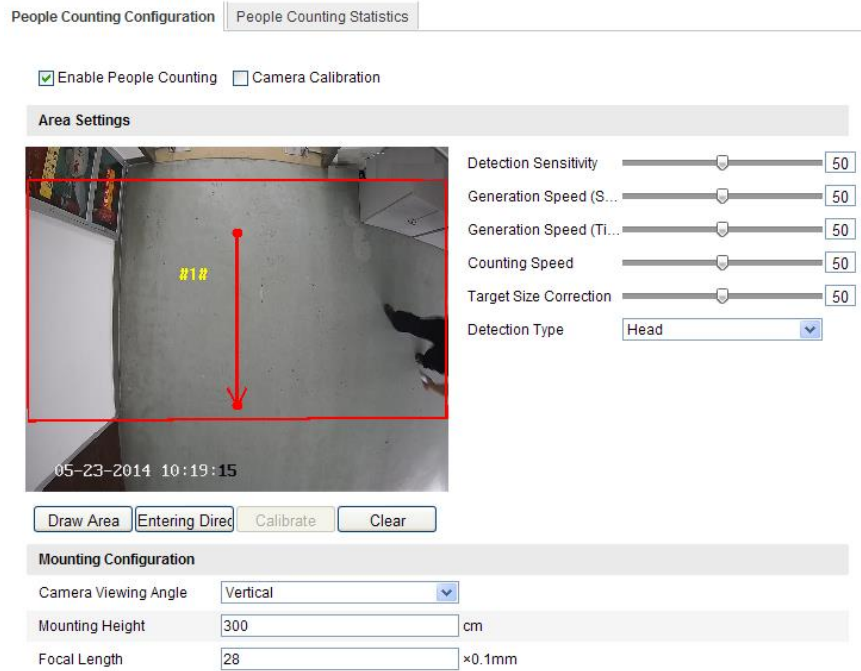 People Counting Configuration People Counting Statistics
Enable People Counting Camera Calibration
Area Settings
Detection Sensitivity 50
Generation Speed (S... 50
Generation Speed (Ti... 50
Counting Speed 50
Target Size Correction 50
Detection Type Head
#1#
05-23-2014 10:19:15
Draw Area Entering Direc Calibrate Clear
Mounting Configuration
Camera Viewing Angle Vertical
Mounting Height 300 cm
Focal Length 28 ×0.1mm